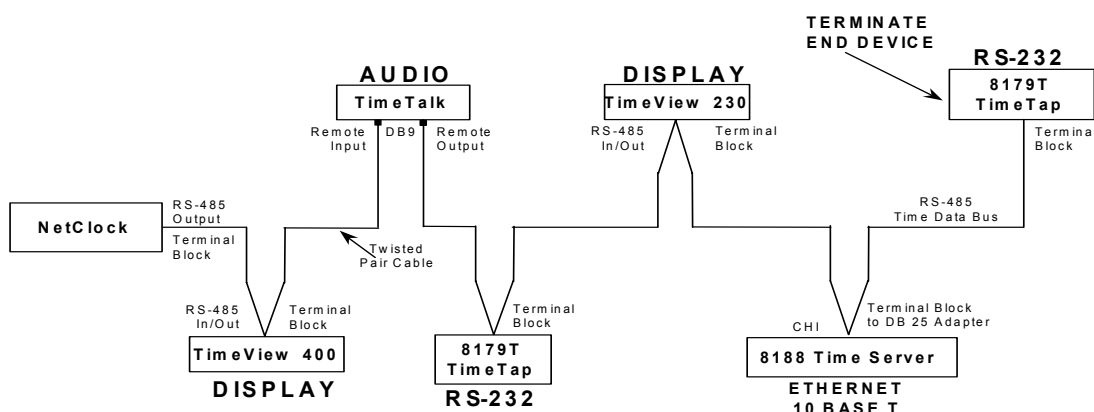 TERMINATE
END DEVICE
RS-232
8179T
TimeTap
Terminal
Block
AUDIO
TimeTalk
Remote
Input
DB9
Remote
Output
DISPLAY
TimeView 230
RS-485
In/Out
Terminal
Block
RS-485
Time Data Bus
NetClock
RS-485
Output
Terminal
Block
Twisted
Pair Cable
RS-485
In/Out
Terminal
Block
TimeView 400
DISPLAY
Terminal
Block
8179T
TimeTap
RS-232
CHI
Terminal Block
to DB 25 Adapter
8188 Time Server
ETHERNET
10 BASE T